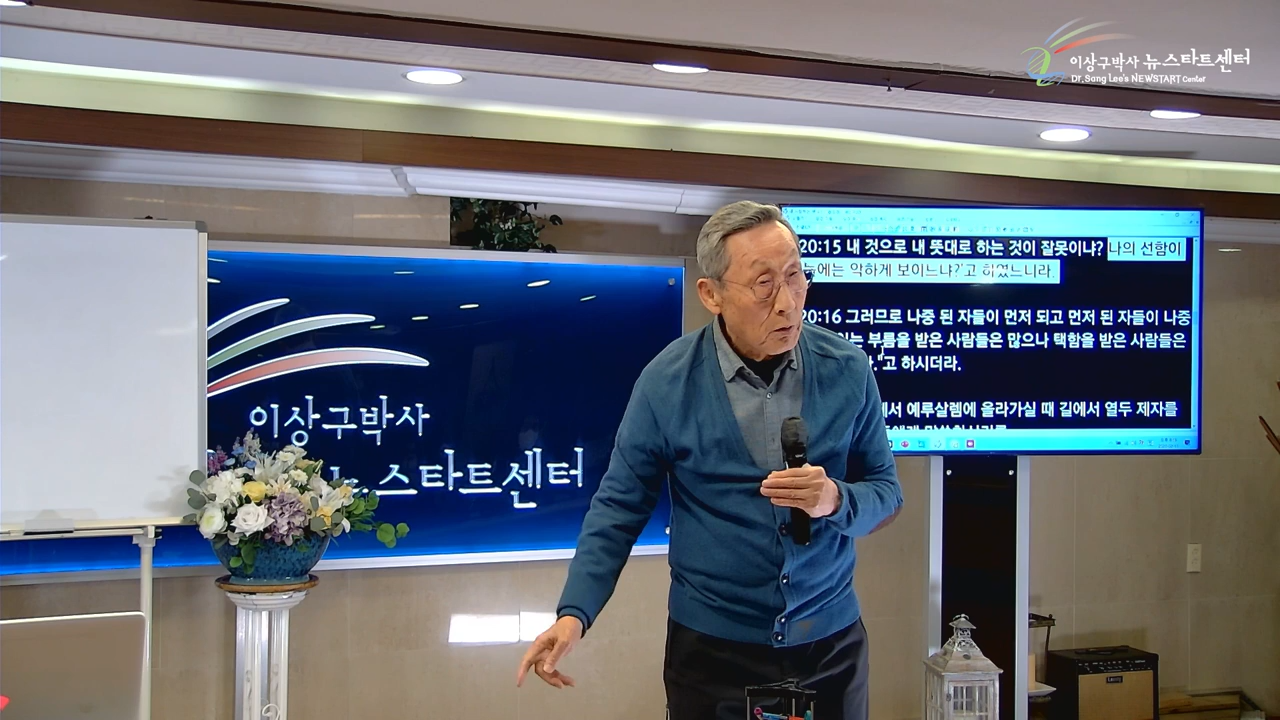 이상구박사 뉴스타트센터
Dr. Sang Lee's NEWSTART Center
20:15 내 것으로 내 뜻대로 하는 것이 잘못이냐? 나의 선함이
에는 악하게 보이느냐?'고 하였느니라.
20:16 그러므로 나중 된 자들이 먼저 되고 먼저 된 자들이 나중
부름을 받은 사람들은 많으나 택함을 받은 사람들은
고 하시더라.
에서 예루살렘에 올라가실 때 길에서 열두 제자를
이상구박사
스타트센터